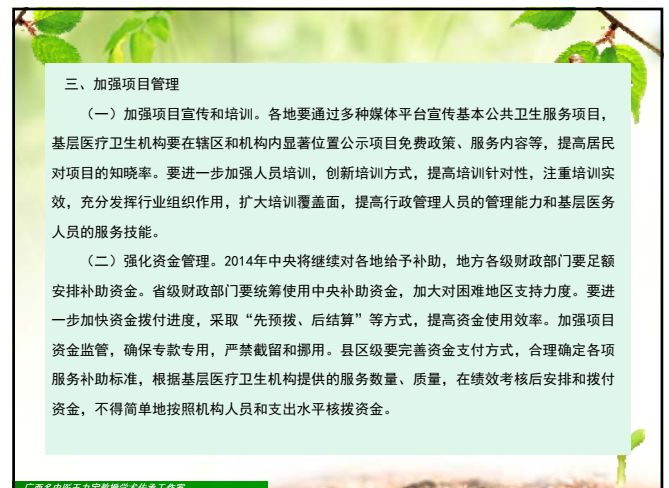 三、加强项目管理
（一）加强项目宣传和培训。各地要通过多种媒体平台宣传基本公共卫生服务项目，
基层医疗卫生机构要在辖区和机构内显著位置公示项目免费政策、服务内容等，提高居民
对项目的知晓率。要进一步加强人员培训，创新培训方式，提高培训针对性，注重培训实
效，充分发挥行业组织作用，扩大培训覆盖面，提高行政管理人员的管理能力和基层医务
人员的服务技能。
（二）强化资金管理。2014年中央将继续对各地给予补助，地方各级财政部门要足额
安排补助资金。省级财政部门要统筹使用中央补助资金，加大对困难地区支持力度。要进
一步加快资金拨付进度，采取“先预拨、后结算”等方式，提高资金使用效率。加强项目
资金监管，确保专款专用，严禁截留和挪用。县区级要完善资金支付方式，合理确定各项
服务补助标准，根据基层医疗卫生机构提供的服务数量、质量，在绩效考核后安排和拨付
资金，不得简单地按照机构人员和支出水平核拨资金。